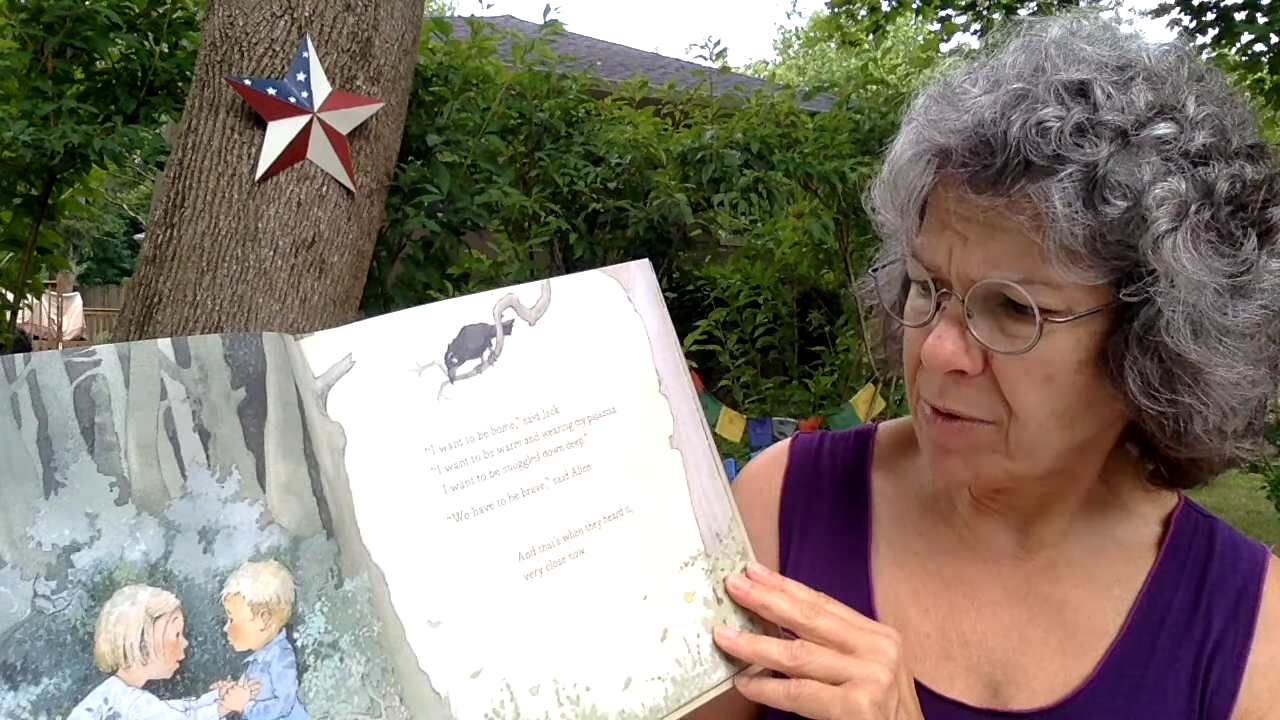 "I want to be home," said Jack
"I want to be warm and wearing my pajamas.
I want to be snuggled down deep."
"We have to be brave," said Alice.
And that's when they heard it,
very close now.